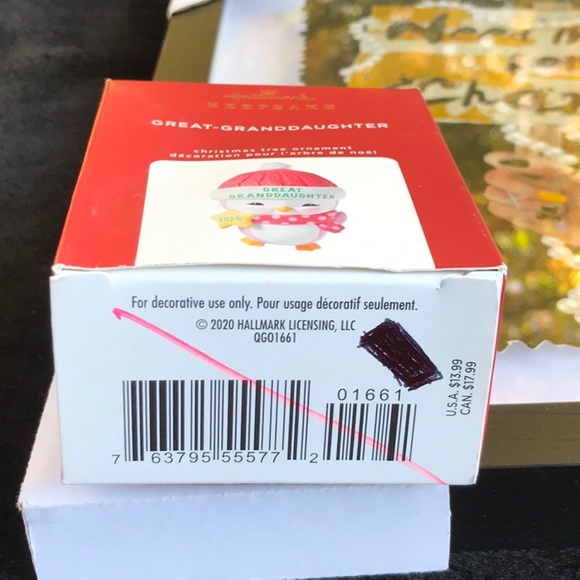 Hallmark
KEEPSAKE
GREAT-GRANDDAUGHTER
christmas tree ornament
décoration pour l'arbre de noël
GREAT
GRANDDAUGHTER
2020
For decorative use only. Pour usage décoratif seulement.
© 2020 HALLMARK LICENSING, LLC
QGO1661
U.S.A. $13.99
CAN. $17.99
01661
7 63795 55577 2